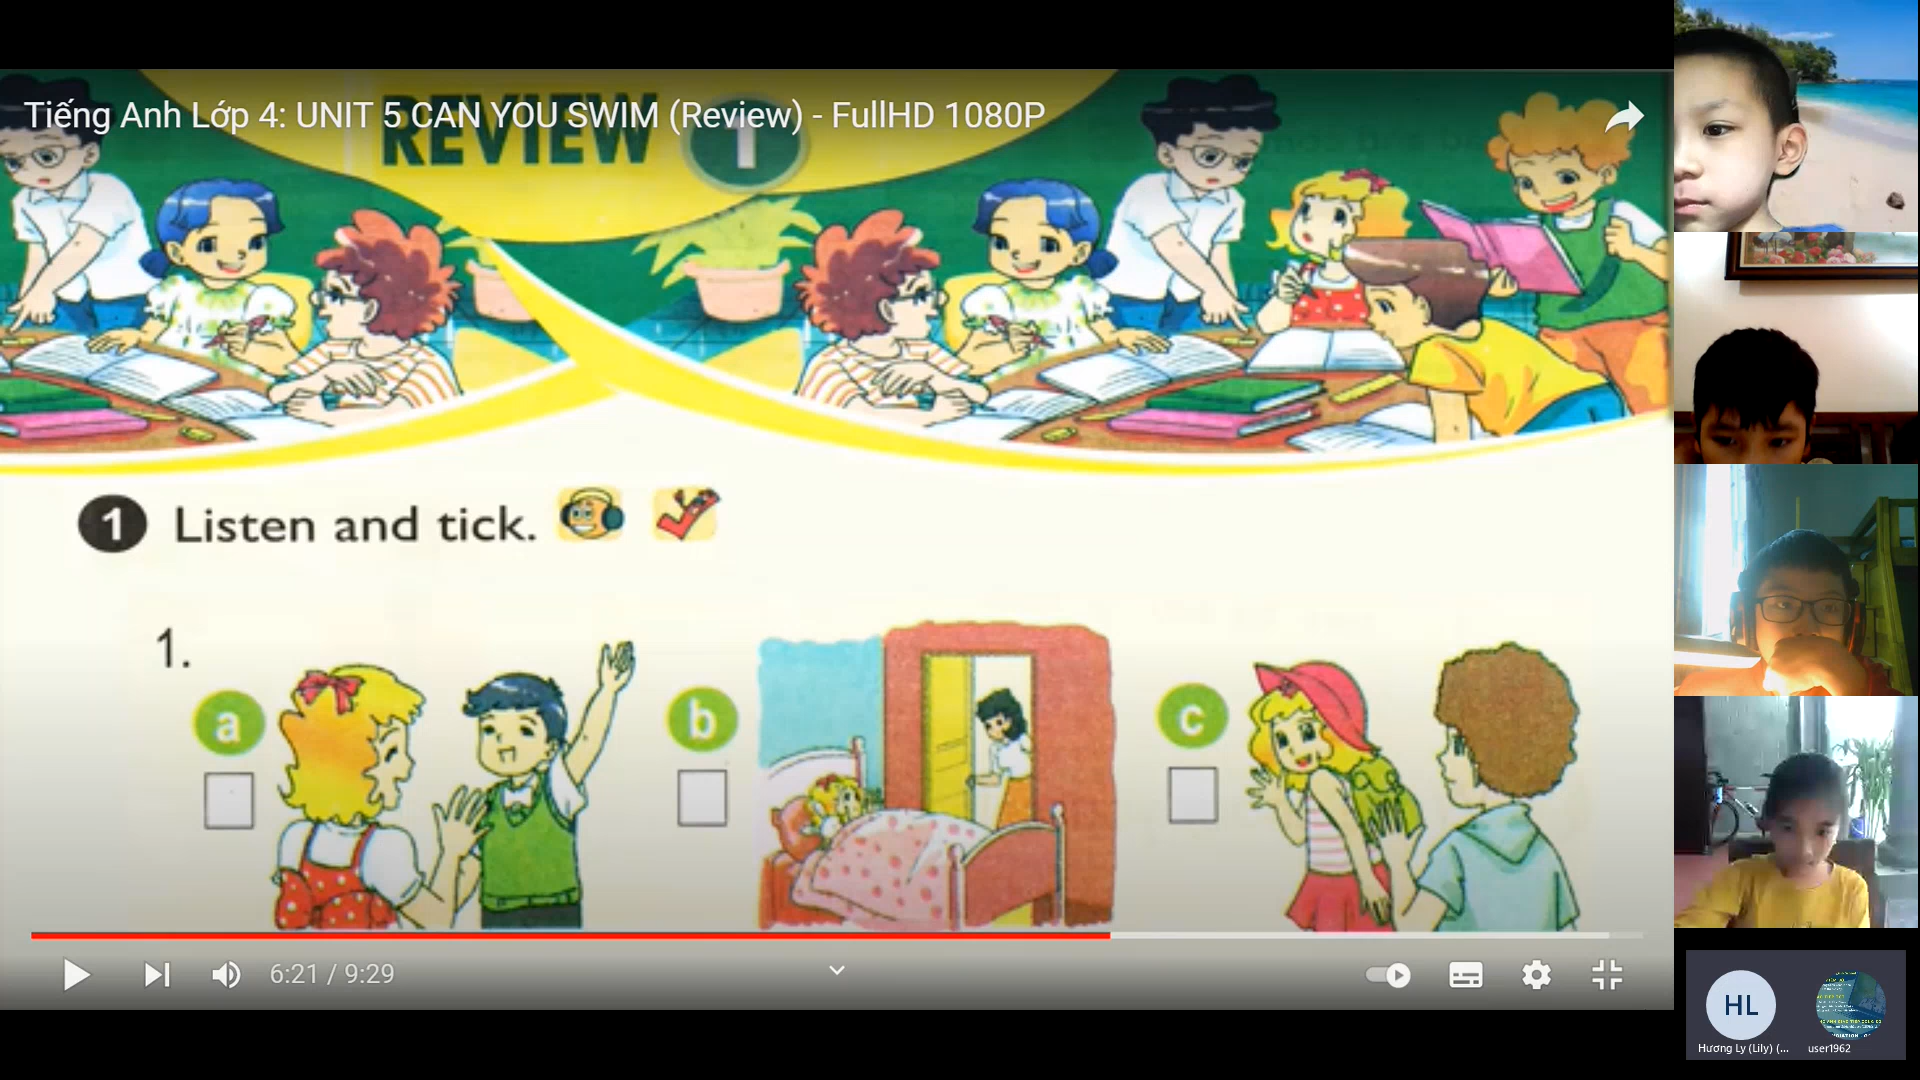 Tiếng Anh Lớp 4: UNIT 5 CAN YOU SWIM (Review) - FullHD 1080P
REVIEW 1
1 Listen and tick.
1.
a
b
c
6:21 / 9:29
HL
Hương Ly (Lily) (...
user1962